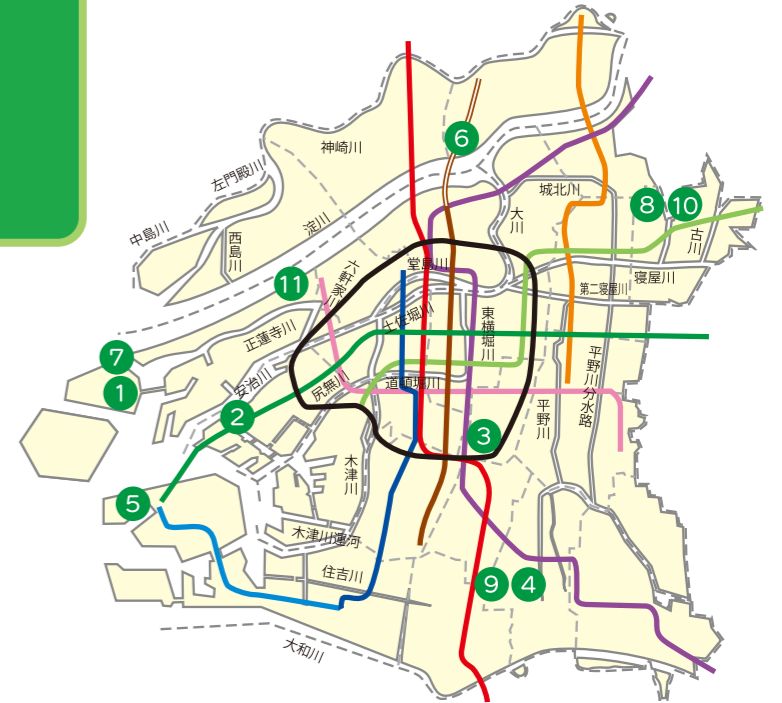 6
神崎川
左門殿川
中島川
西島川
淀川
城北川
大川
8
10
古川
堂島川
六軒家川
寝屋川
第二寝屋川
11
土佐堀川
正蓮寺川
東横堀川
7
1
安治川
尻無川
道頓堀川
平野川分水路
2
平野川
3
木津川
5
木津川運河
住吉川
9
4
大和川